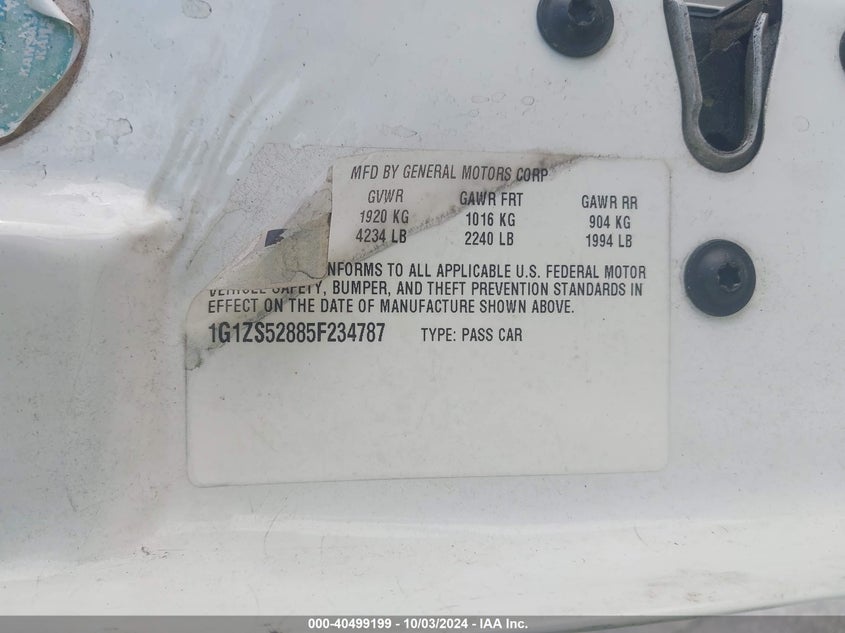 MFD BY GENERAL MOTORS CORP
GVWR GAWR FRT GAWR RR
1920 KG 1016 KG 904 KG
4234 LB 2240 LB 1994 LB
NFORMS TO ALL APPLICABLE U.S. FEDERAL MOTOR
VEHICLE SAFETY, BUMPER, AND THEFT PREVENTION STANDARDS IN
EFFECT ON THE DATE OF MANUFACTURE SHOWN ABOVE.
1G1ZS52885F234787 TYPE: PASS CAR
000-40499199 - 10/03/2024 - IAA Inc.